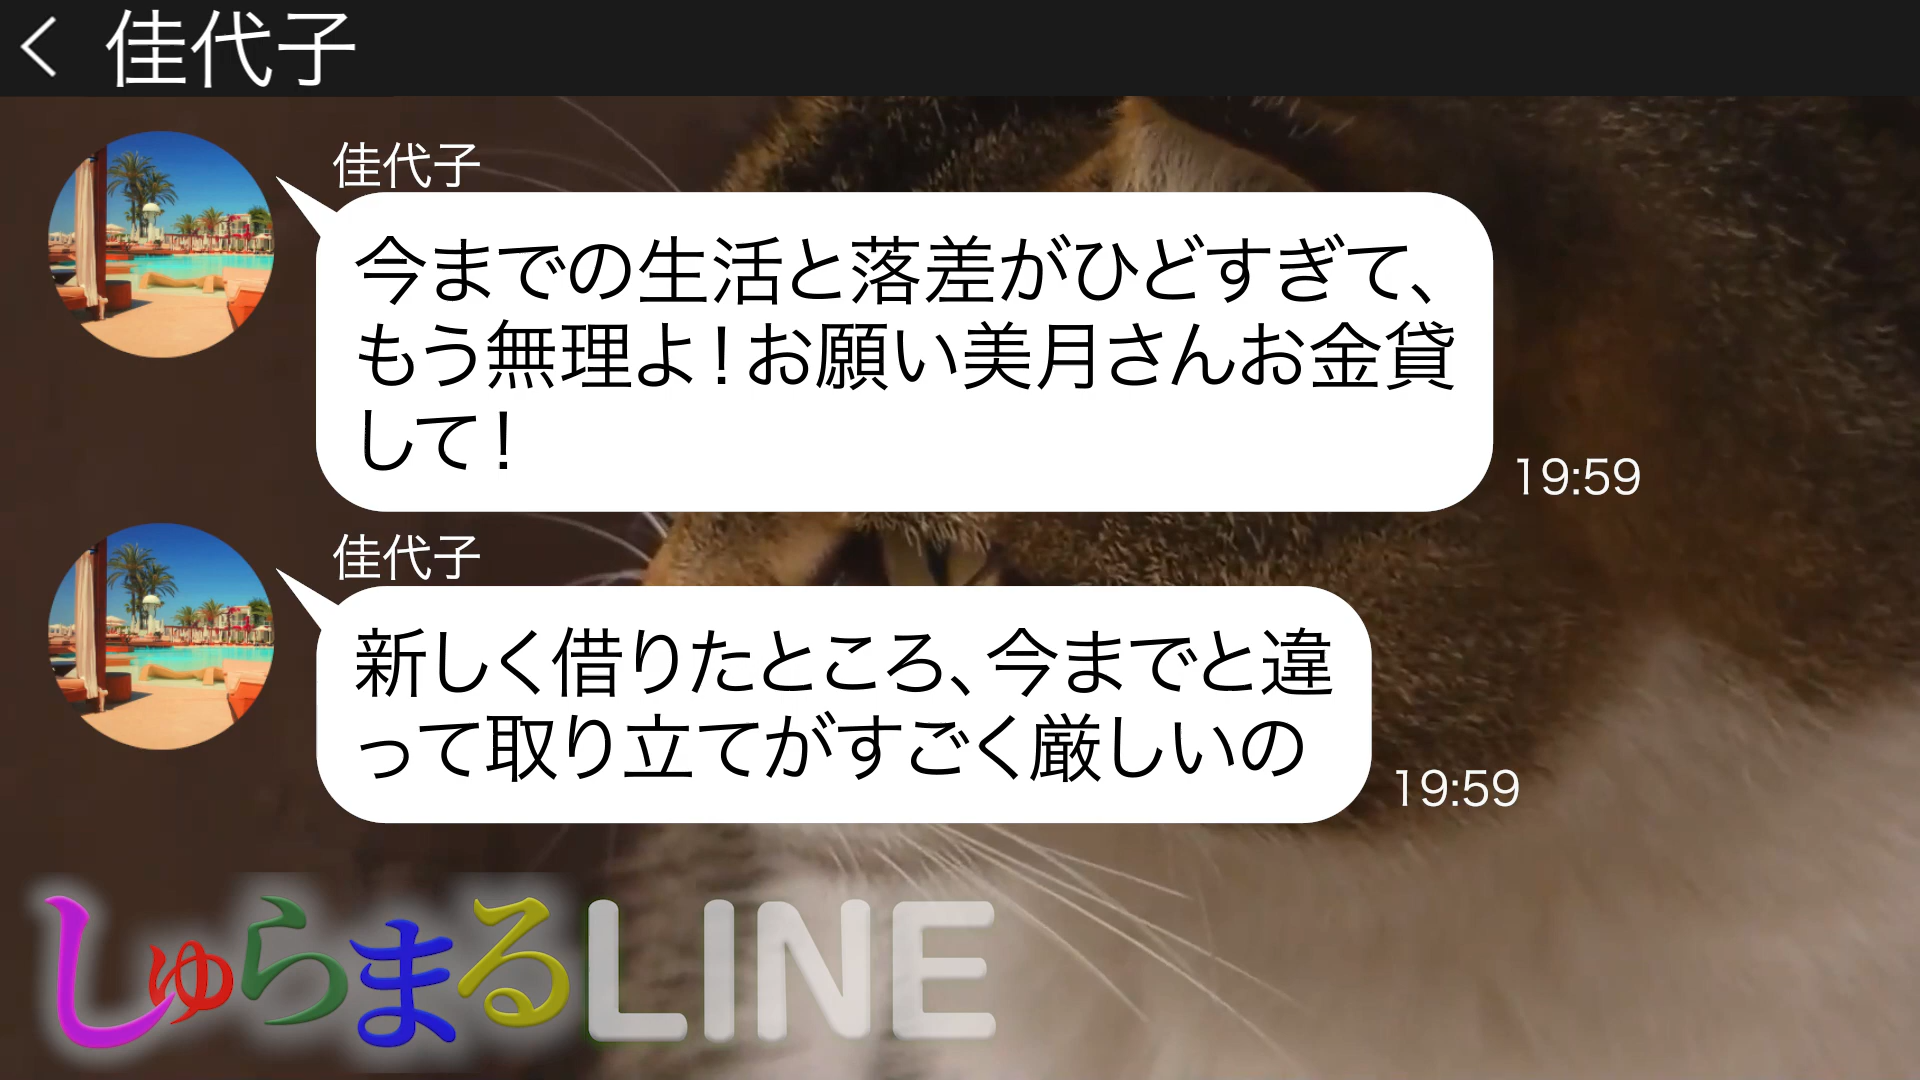 佳代子
佳代子
今までの生活と落差がひどすぎて、
もう無理よ！お願い美月さんお金貸
して！
19:59
佳代子
新しく借りたところ、今までと違
って取り立てがすごく厳しいの
19:59
しゅらまるLINE